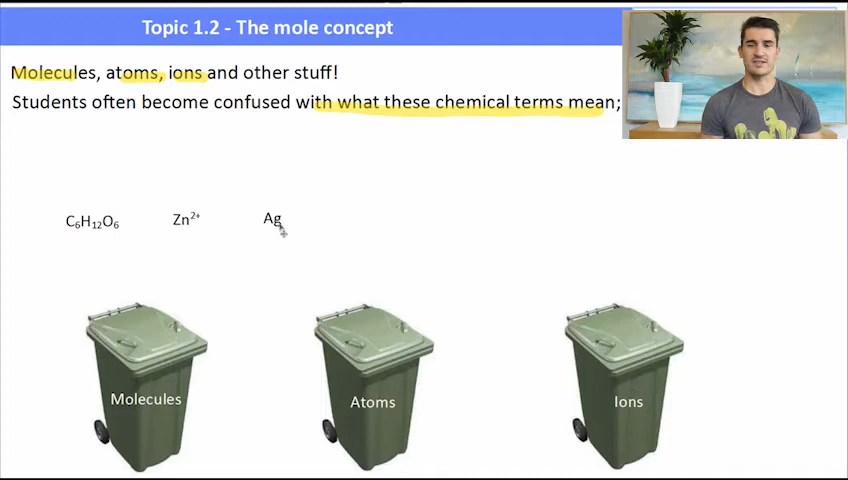 Topic 1.2 - The mole concept
Molecules, atoms, ions and other stuff!
Students often become confused with what these chemical terms mean;
C₆H₁₂O₆ Zn²⁺ Ag
Molecules Atoms Ions